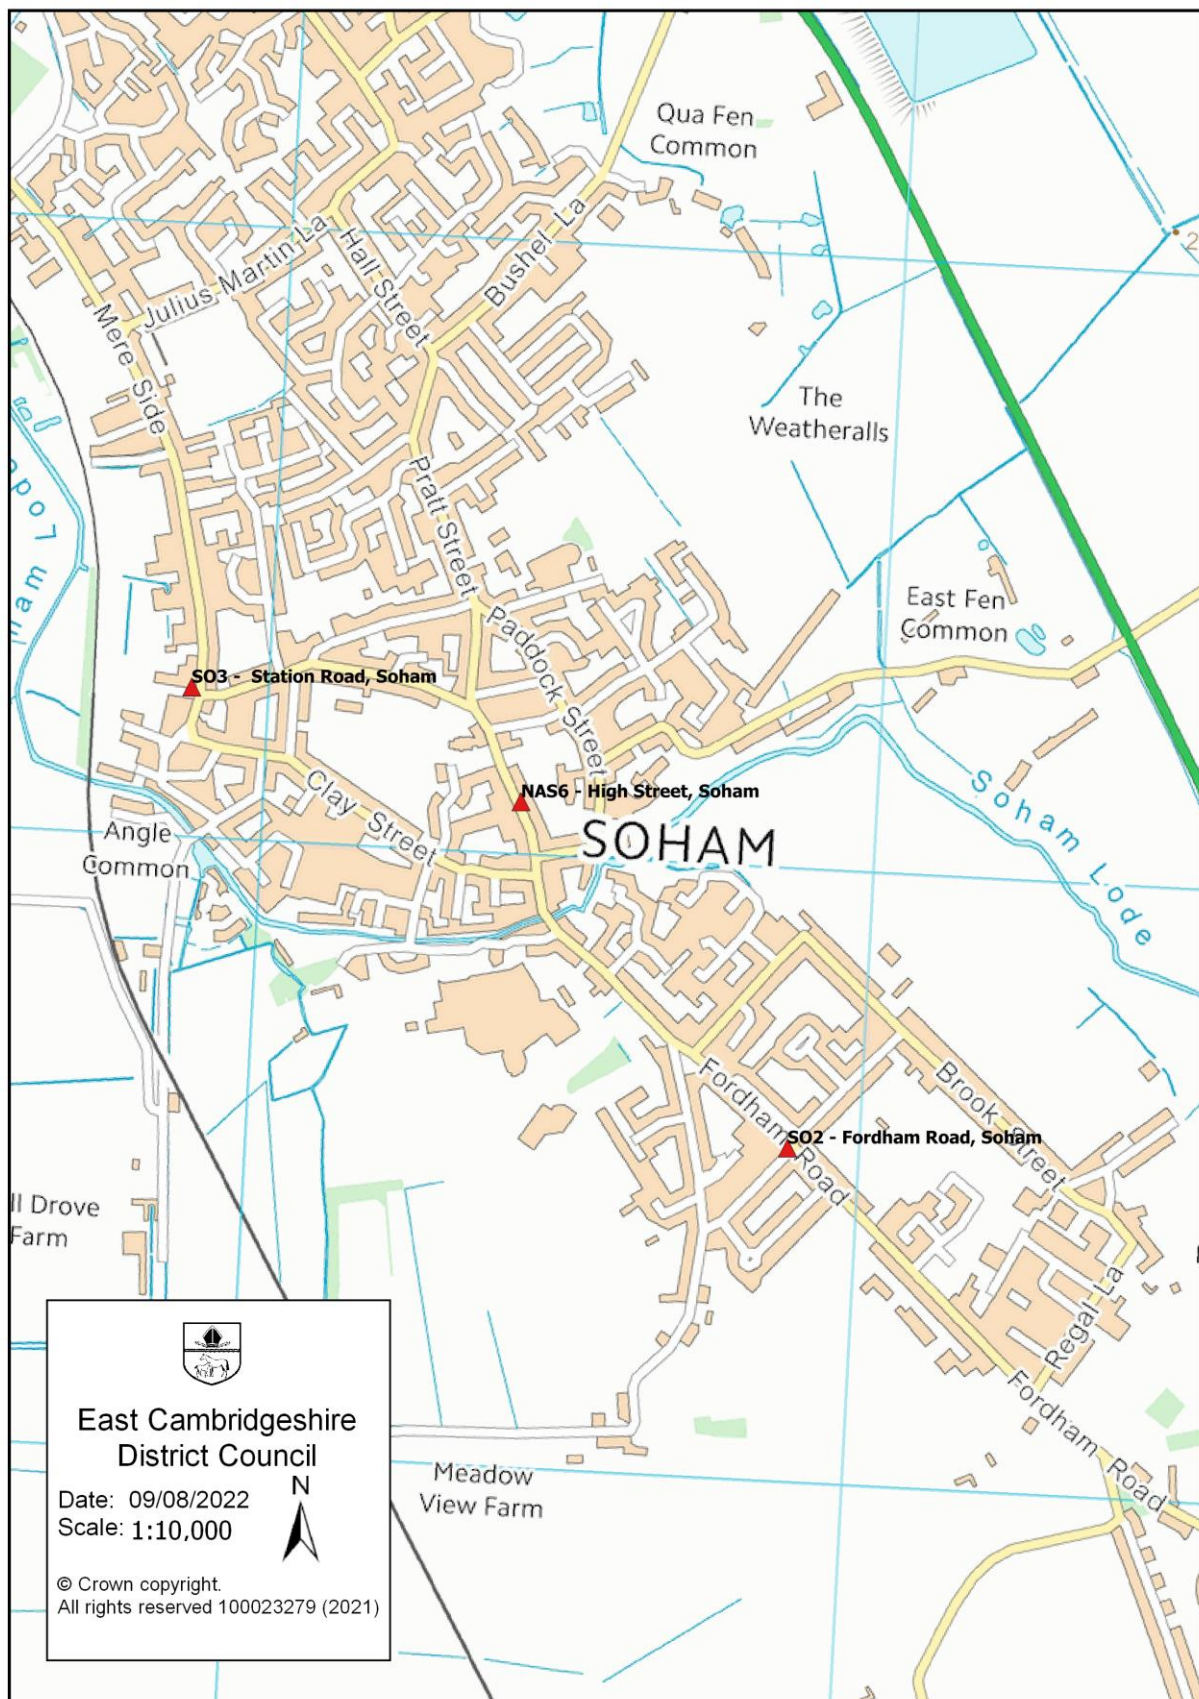 Qua Fen
Common
Julius Martin La
Hall Street
Bushel La
2
Mere Side
The
Weatheralls
Pratt Street
East Fen
Common
Paddock Street
SO3 - Station Road, Soham
NAS6 - High Street, Soham
Clay Street
SOHAM
Soham Lode
Angle
Common
Fordham Road
Brook Street
SO2 - Fordham Road, Soham
ll Drove
Farm
Regal La
Fordham Road
Meadow
View Farm
East Cambridgeshire
District Council
N
Date: 09/08/2022
Scale: 1:10,000
© Crown copyright.
All rights reserved 100023279 (2021)